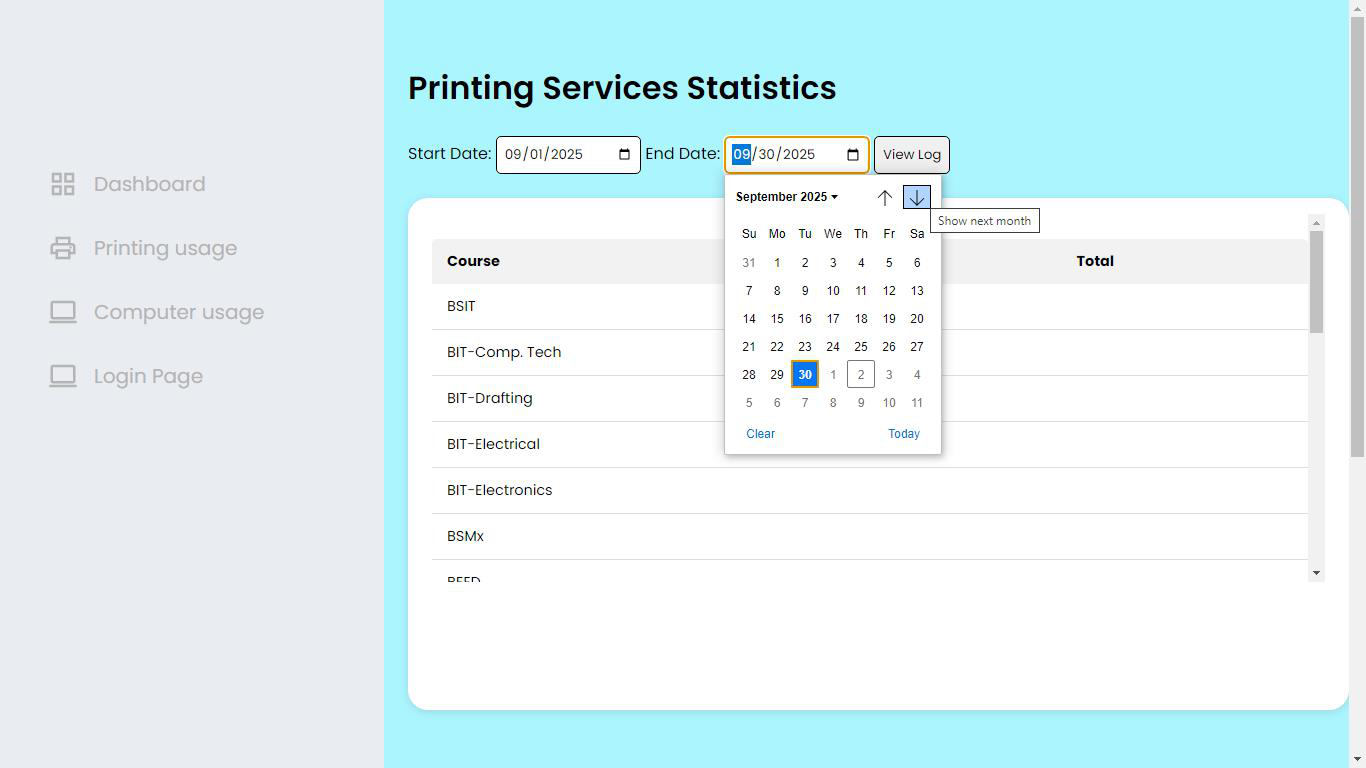 Printing Services Statistics
Start Date: 09/01/2025 End Date: 09/30/2025 View Log
Dashboard
Printing usage
Computer usage
Login Page
September 2025
Show next month
Su Mo Tu We Th Fr Sa
31 1 2 3 4 5 6
7 8 9 10 11 12 13
14 15 16 17 18 19 20
21 22 23 24 25 26 27
28 29 30 1 2 3 4
5 6 7 8 9 10 11
Clear Today
Course Total
BSIT
BIT-Comp. Tech
BIT-Drafting
BIT-Electrical
BIT-Electronics
BSMx